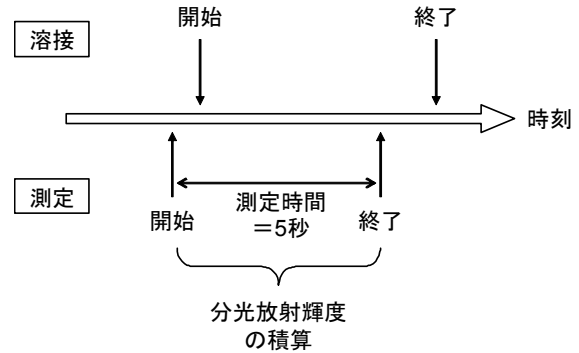 開始
終了
溶接
時刻
測定
測定時間
＝5秒
開始
終了
分光放射輝度
の積算